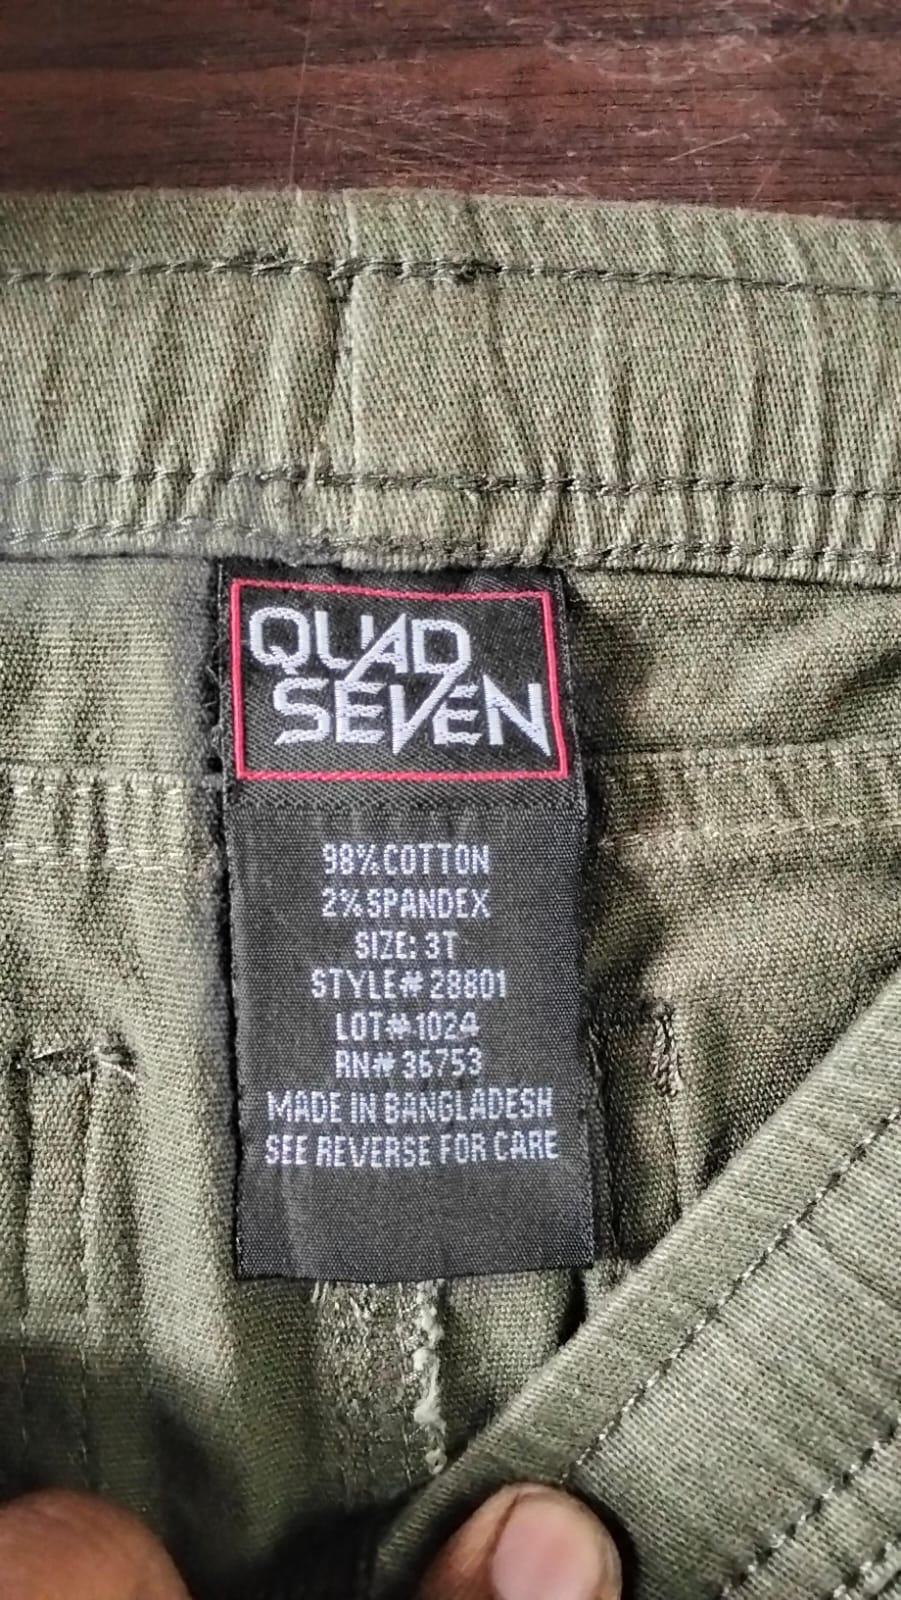 QUAD
SEVEN
98%COTTON
2%SPANDEX
SIZE: 3T
STYLE# 28801
LOT#1024
RN# 36753
MADE IN BANGLADESH
SEE REVERSE FOR CARE